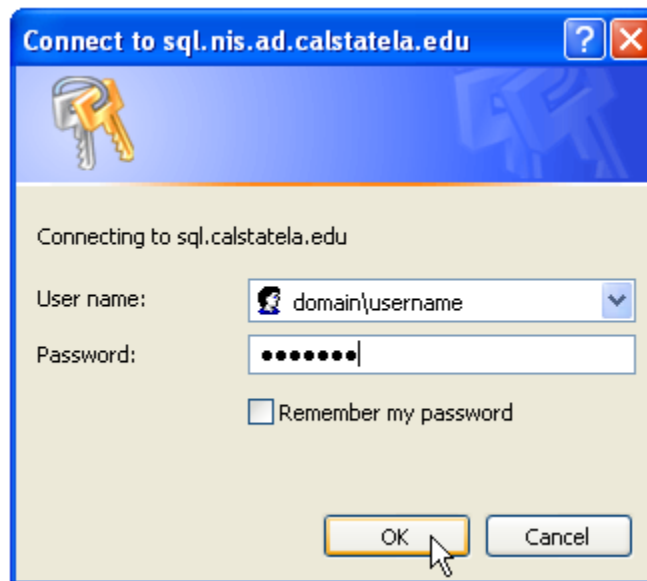 Connect to sql.nis.ad.calstatela.edu
Connecting to sql.calstatela.edu
User name: domain\username
Password: •••••••
Remember my password
OK Cancel